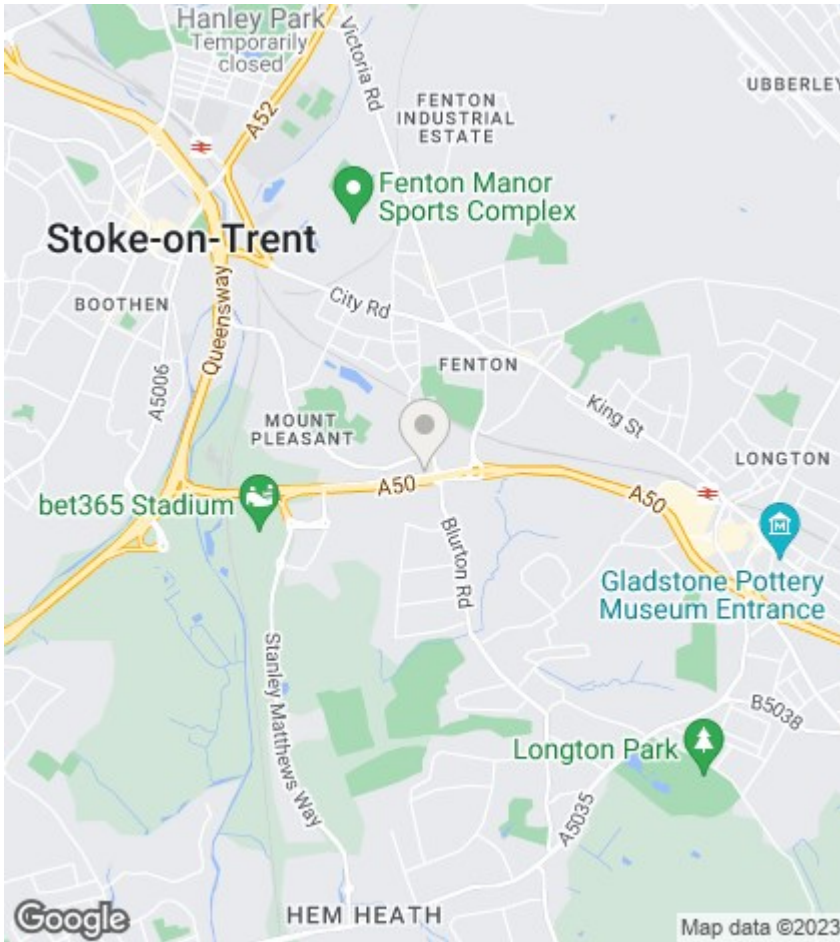 Hanley Park
Temporarily
closed
Victoria Rd
A52
FENTON
INDUSTRIAL
ESTATE
UBBERLEY
Fenton Manor
Sports Complex
Stoke-on-Trent
BOOTHEN
City Rd
Queensway
A5006
FENTON
King St
MOUNT
PLEASANT
LONGTON
bet365 Stadium
A50
A50
Blurton Rd
M
Gladstone Pottery
Museum Entrance
Stanley Matthews Way
B5038
Longton Park
A5035
HEM HEATH
Google
Map data ©2023